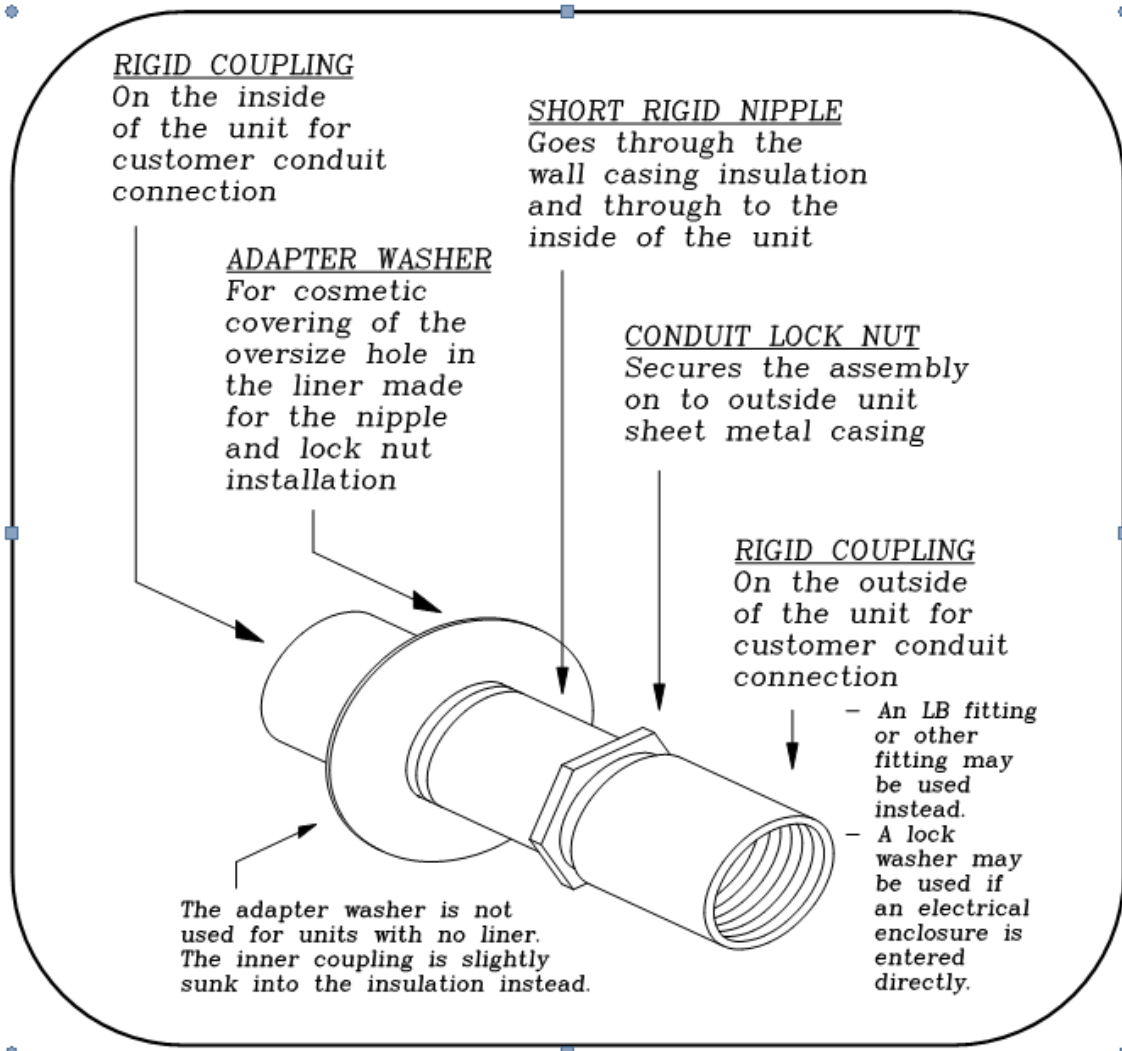 RIGID COUPLING
On the inside
of the unit for
customer conduit
connection
SHORT RIGID NIPPLE
Goes through the
wall casing insulation
and through to the
inside of the unit
ADAPTER WASHER
For cosmetic
covering of the
oversize hole in
the liner made
for the nipple
and lock nut
installation
CONDUIT LOCK NUT
Secures the assembly
on to outside unit
sheet metal casing
RIGID COUPLING
On the outside
of the unit for
customer conduit
connection
- An LB fitting
or other
fitting may
be used
instead.
- A lock
washer may
be used if
an electrical
enclosure is
entered
directly.
The adapter washer is not
used for units with no liner.
The inner coupling is slightly
sunk into the insulation instead.